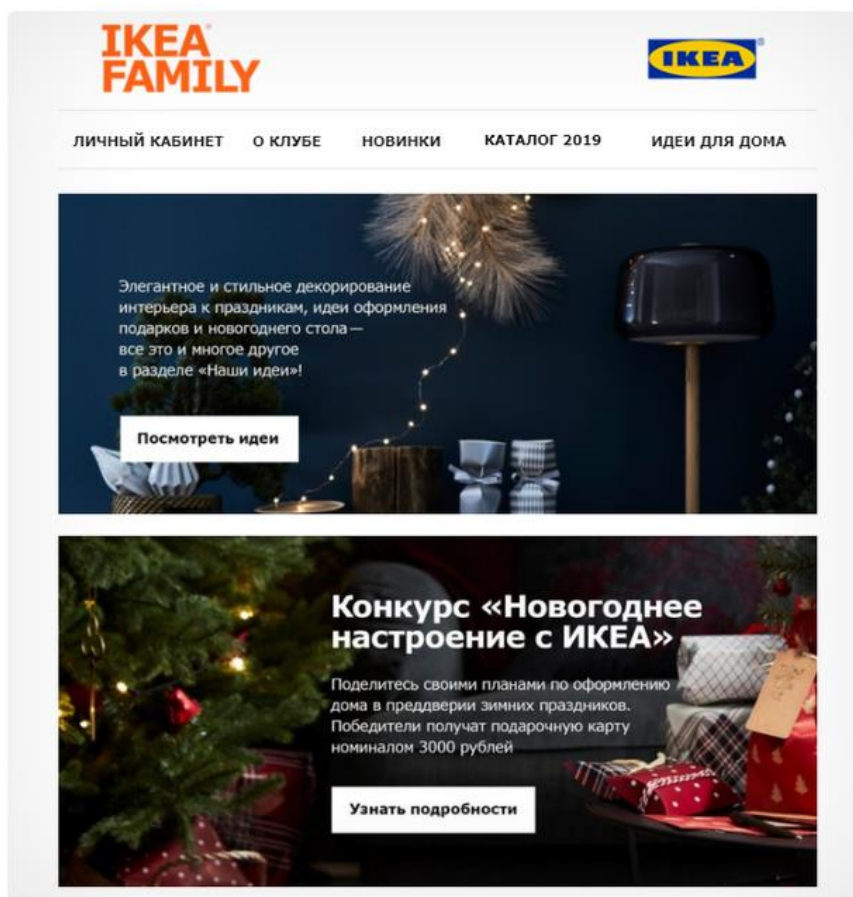 IKEA
FAMILY
IKEA
ЛИЧНЫЙ КАБИНЕТ О КЛУБЕ НОВИНКИ КАТАЛОГ 2019 ИДЕИ ДЛЯ ДОМА
Элегантное и стильное декорирование
интерьера к праздникам, идеи оформления
подарков и новогоднего стола —
все это и многое другое
в разделе «Наши идеи»!
Посмотреть идеи
Конкурс «Новогоднее
настроение с ИКЕА»
Поделитесь своими планами по оформлению
дома в преддверии зимних праздников.
Победители получат подарочную карту
номиналом 3000 рублей
Узнать подробности